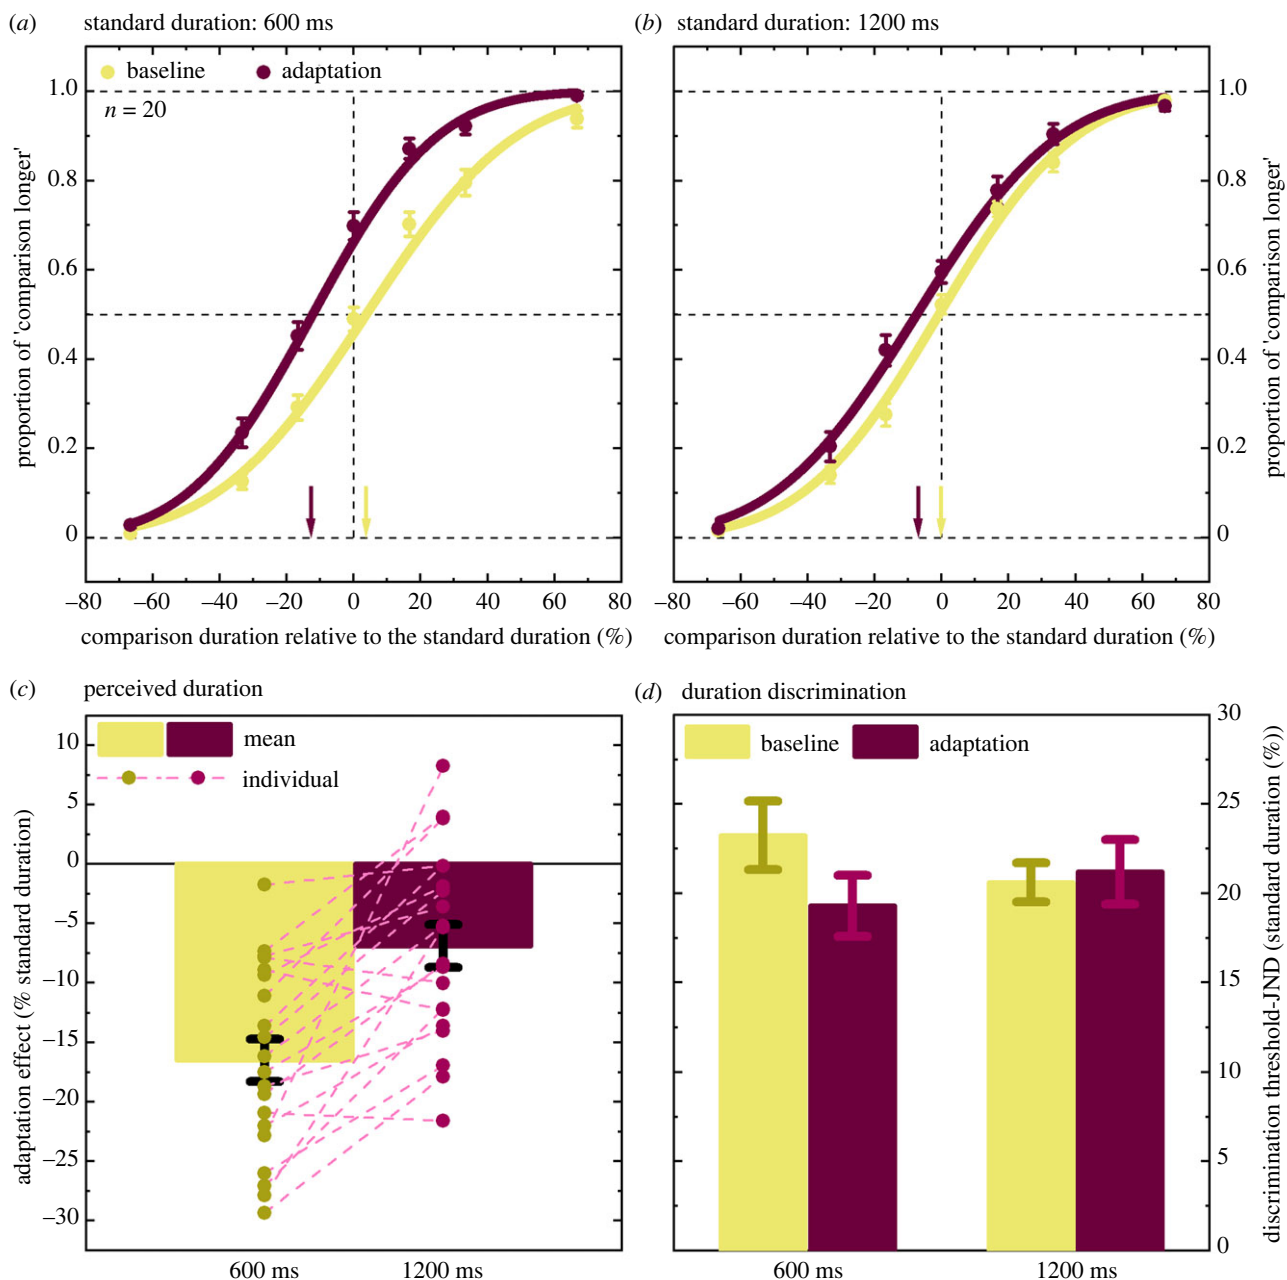 (a) standard duration: 600 ms
baseline adaptation
n = 20
1.0
0.8
0.6
0.4
0.2
0
proportion of 'comparison longer'
–80 –60 –40 –20 0 20 40 60 80
comparison duration relative to the standard duration (%)
(b) standard duration: 1200 ms
1.0
0.8
0.6
0.4
0.2
0
proportion of 'comparison longer'
–80 –60 –40 –20 0 20 40 60 80
comparison duration relative to the standard duration (%)
(c) perceived duration
mean
individual
10
5
0
–5
–10
–15
–20
–25
–30
adaptation effect (% standard duration)
600 ms 1200 ms
(d) duration discrimination
baseline adaptation
30
25
20
15
10
5
0
discrimination threshold-JND (standard duration (%))
600 ms 1200 ms